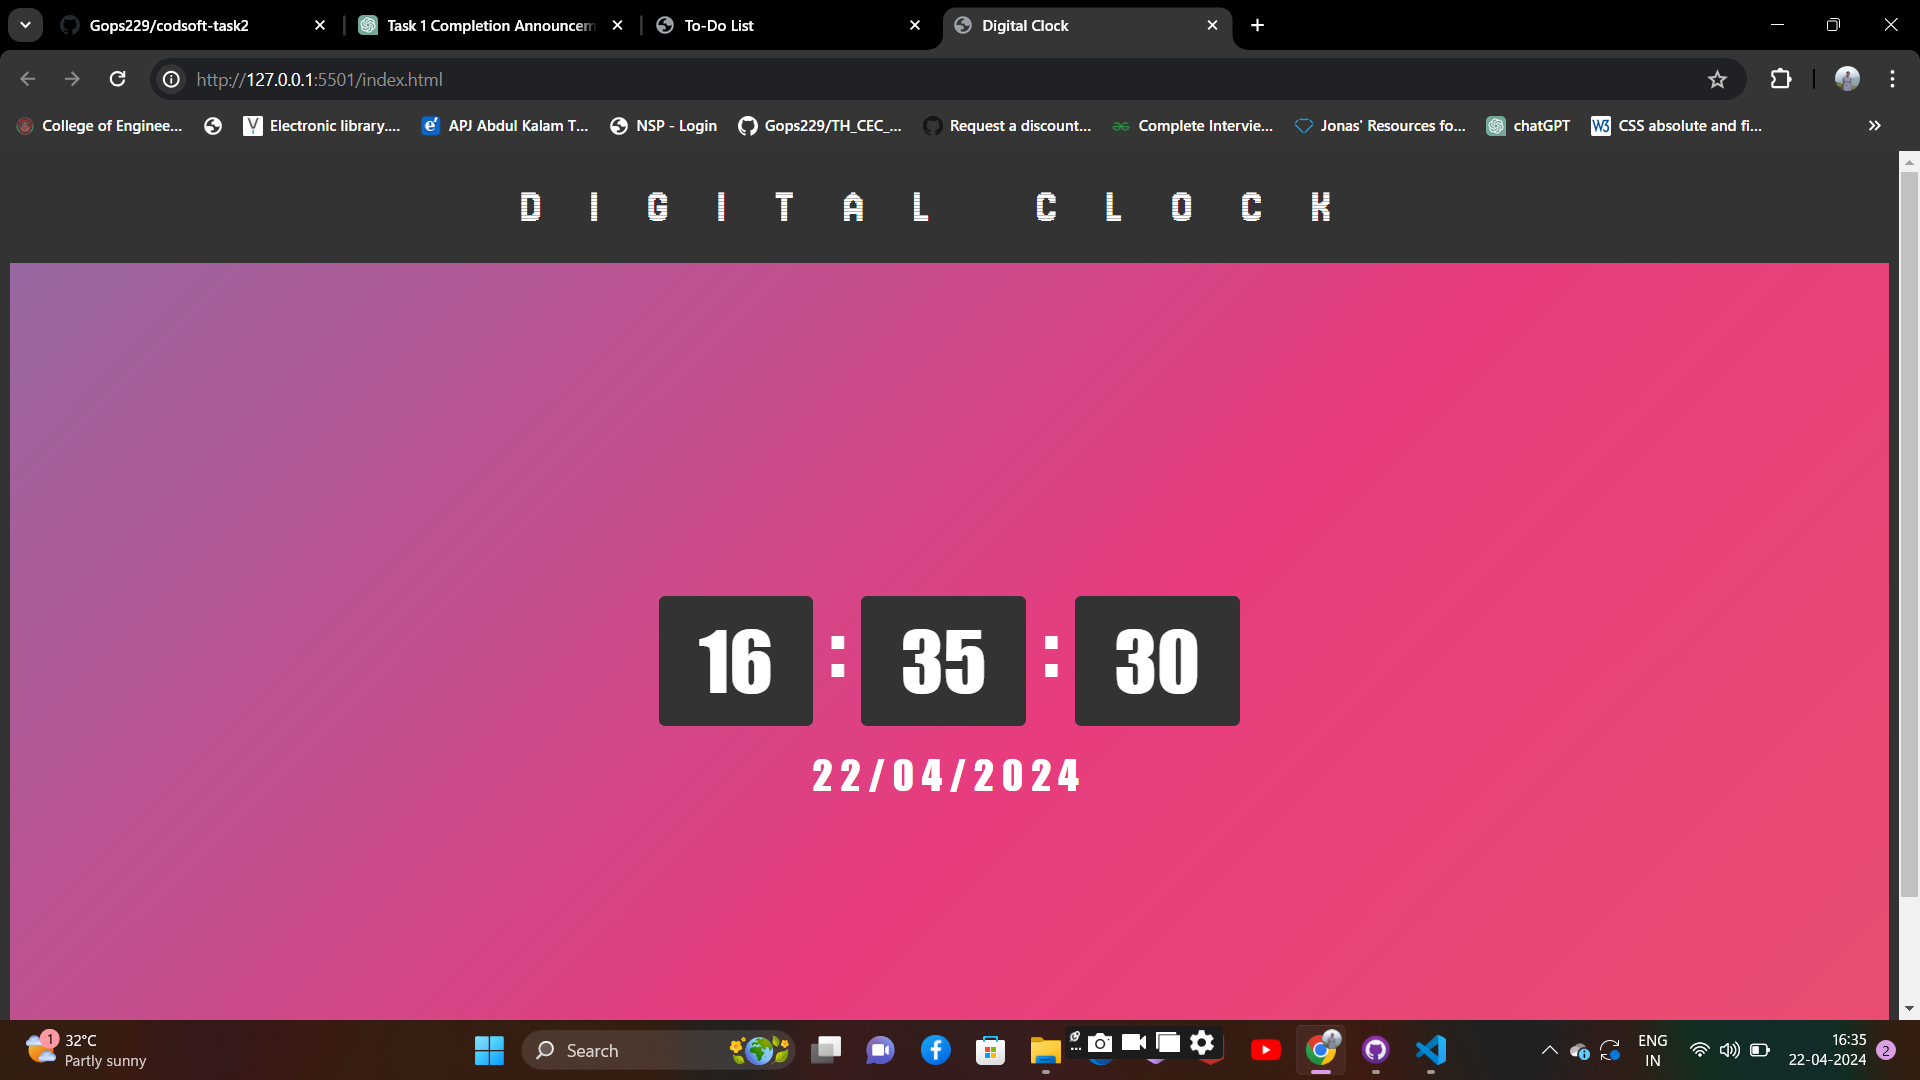 Gops229/codsoft-task2
Task 1 Completion Announcem
To-Do List
Digital Clock
http://127.0.0.1:5501/index.html
College of Enginee...
Electronic library....
APJ Abdul Kalam T...
NSP - Login
Gops229/TH_CEC_...
Request a discount...
Complete Intervie...
Jonas' Resources fo...
chatGPT
W3
CSS absolute and fi...
DIGITAL CLOCK
16 : 35 : 30
22/04/2024
1
32°C
Partly sunny
Search
ENG
IN
16:35
22-04-2024
2